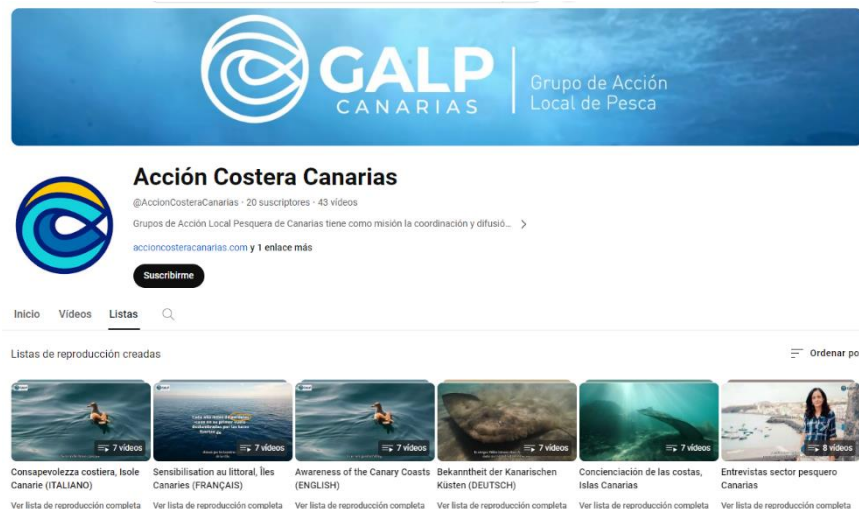 GALP
CANARIAS
Grupo de Acción
Local de Pesca
Acción Costera Canarias
@AccionCosteraCanarias · 20 suscriptores · 43 vídeos
Grupos de Acción Local Pesquera de Canarias tiene como misión la coordinación y difusió...
accioncosteracanarias.com y 1 enlace más
Suscribirme
Inicio Vídeos Listas
Listas de reproducción creadas
Ordenar po
7 vídeos 7 vídeos 7 vídeos 7 vídeos 7 vídeos 8 vídeos
Consapevolezza costiera, Isole Canarie (ITALIANO)
Sensibilisation au littoral, Îles Canaries (FRANÇAIS)
Awareness of the Canary Coasts (ENGLISH)
Bekanntheit der Kanarischen Küsten (DEUTSCH)
Concienciación de las costas, Islas Canarias
Entrevistas sector pesquero Canarias
Ver lista de reproducción completa Ver lista de reproducción completa Ver lista de reproducción completa Ver lista de reproducción completa Ver lista de reproducción completa Ver lista de reproducción completa